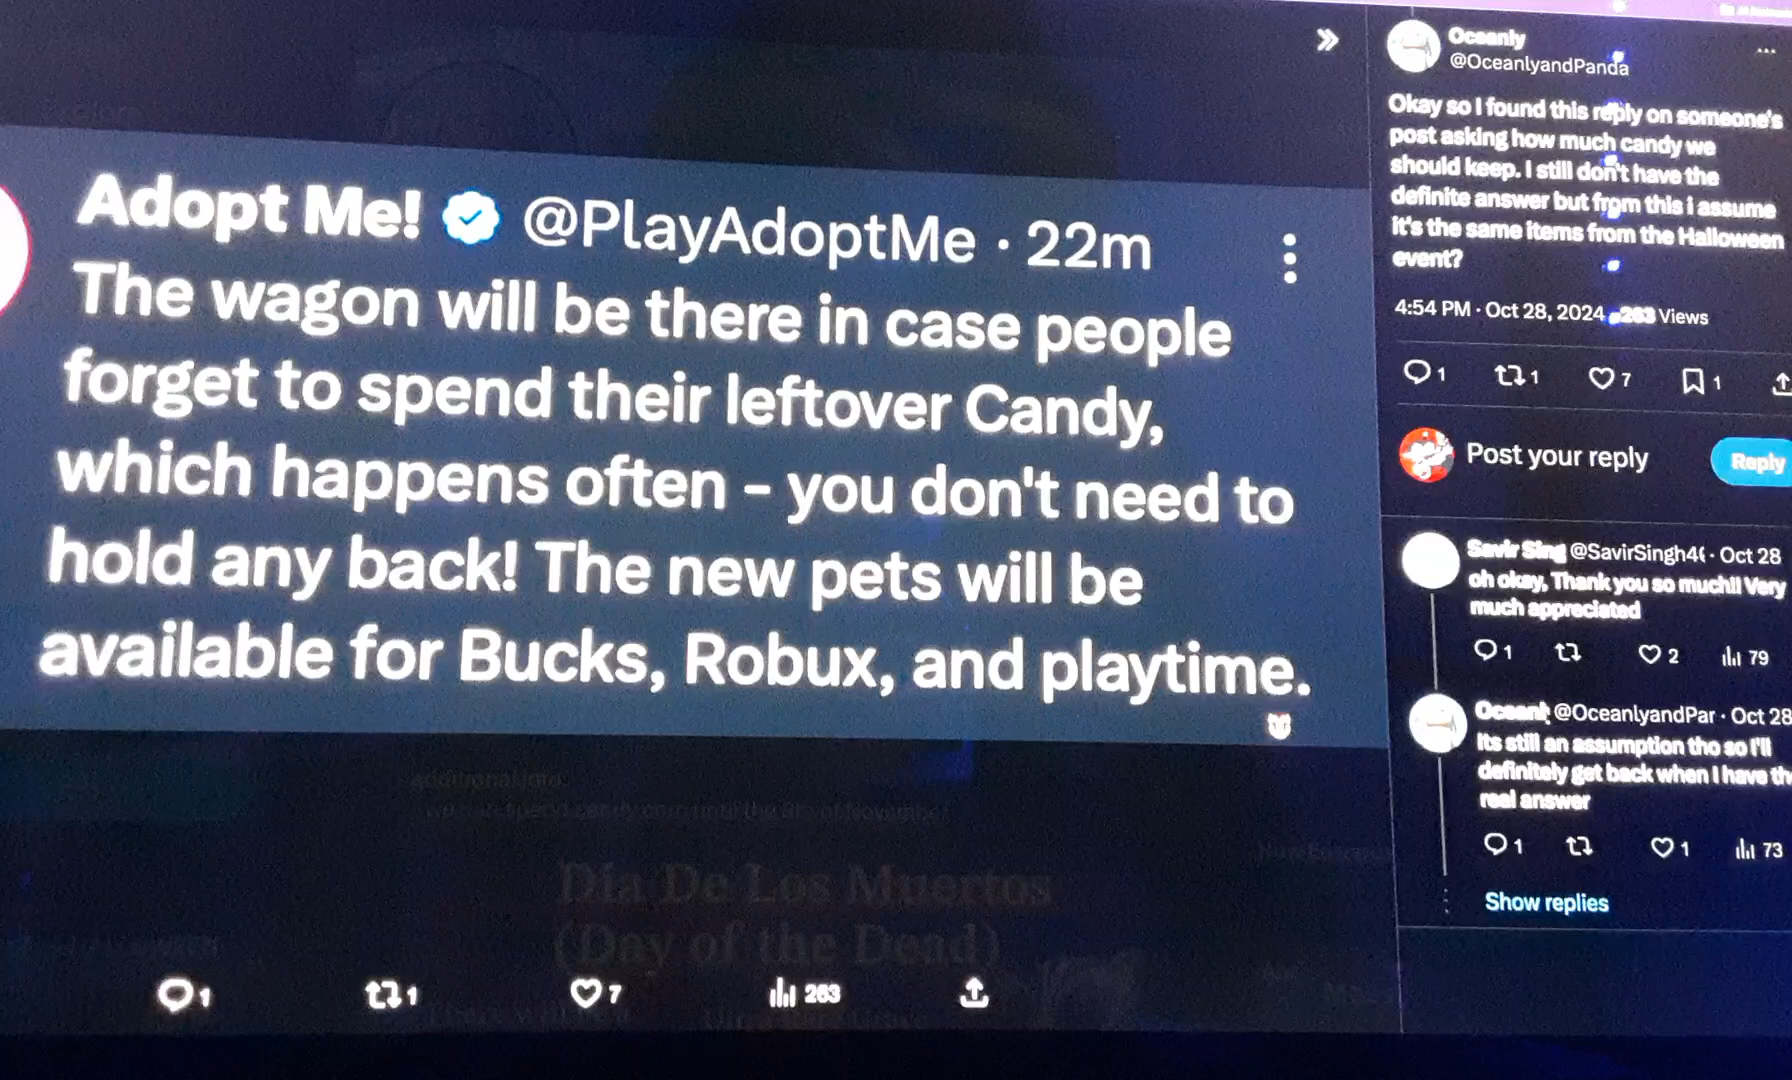 Adopt Me! @PlayAdoptMe · 22m
The wagon will be there in case people
forget to spend their leftover Candy,
which happens often - you don't need to
hold any back! The new pets will be
available for Bucks, Robux, and playtime.
Día De Los Muertos
(Day of the Dead)
1 1 7 263
Oceanly
@OceanlyandPanda
Okay so I found this reply on someone's
post asking how much candy we
should keep. I still don't have the
definite answer but from this i assume
it's the same items from the Halloween
event?
4:54 PM · Oct 28, 2024 · 263 Views
1 1 7 1
Post your reply
Reply
Savir Sing @SavirSingh4 · Oct 28
oh okay, Thank you so much!! Very
much appreciated
1 2 79
Oceanl @OceanlyandPar · Oct 28
Its still an assumption tho so I'll
definitely get back when I have the
real answer
1 1 73
Show replies